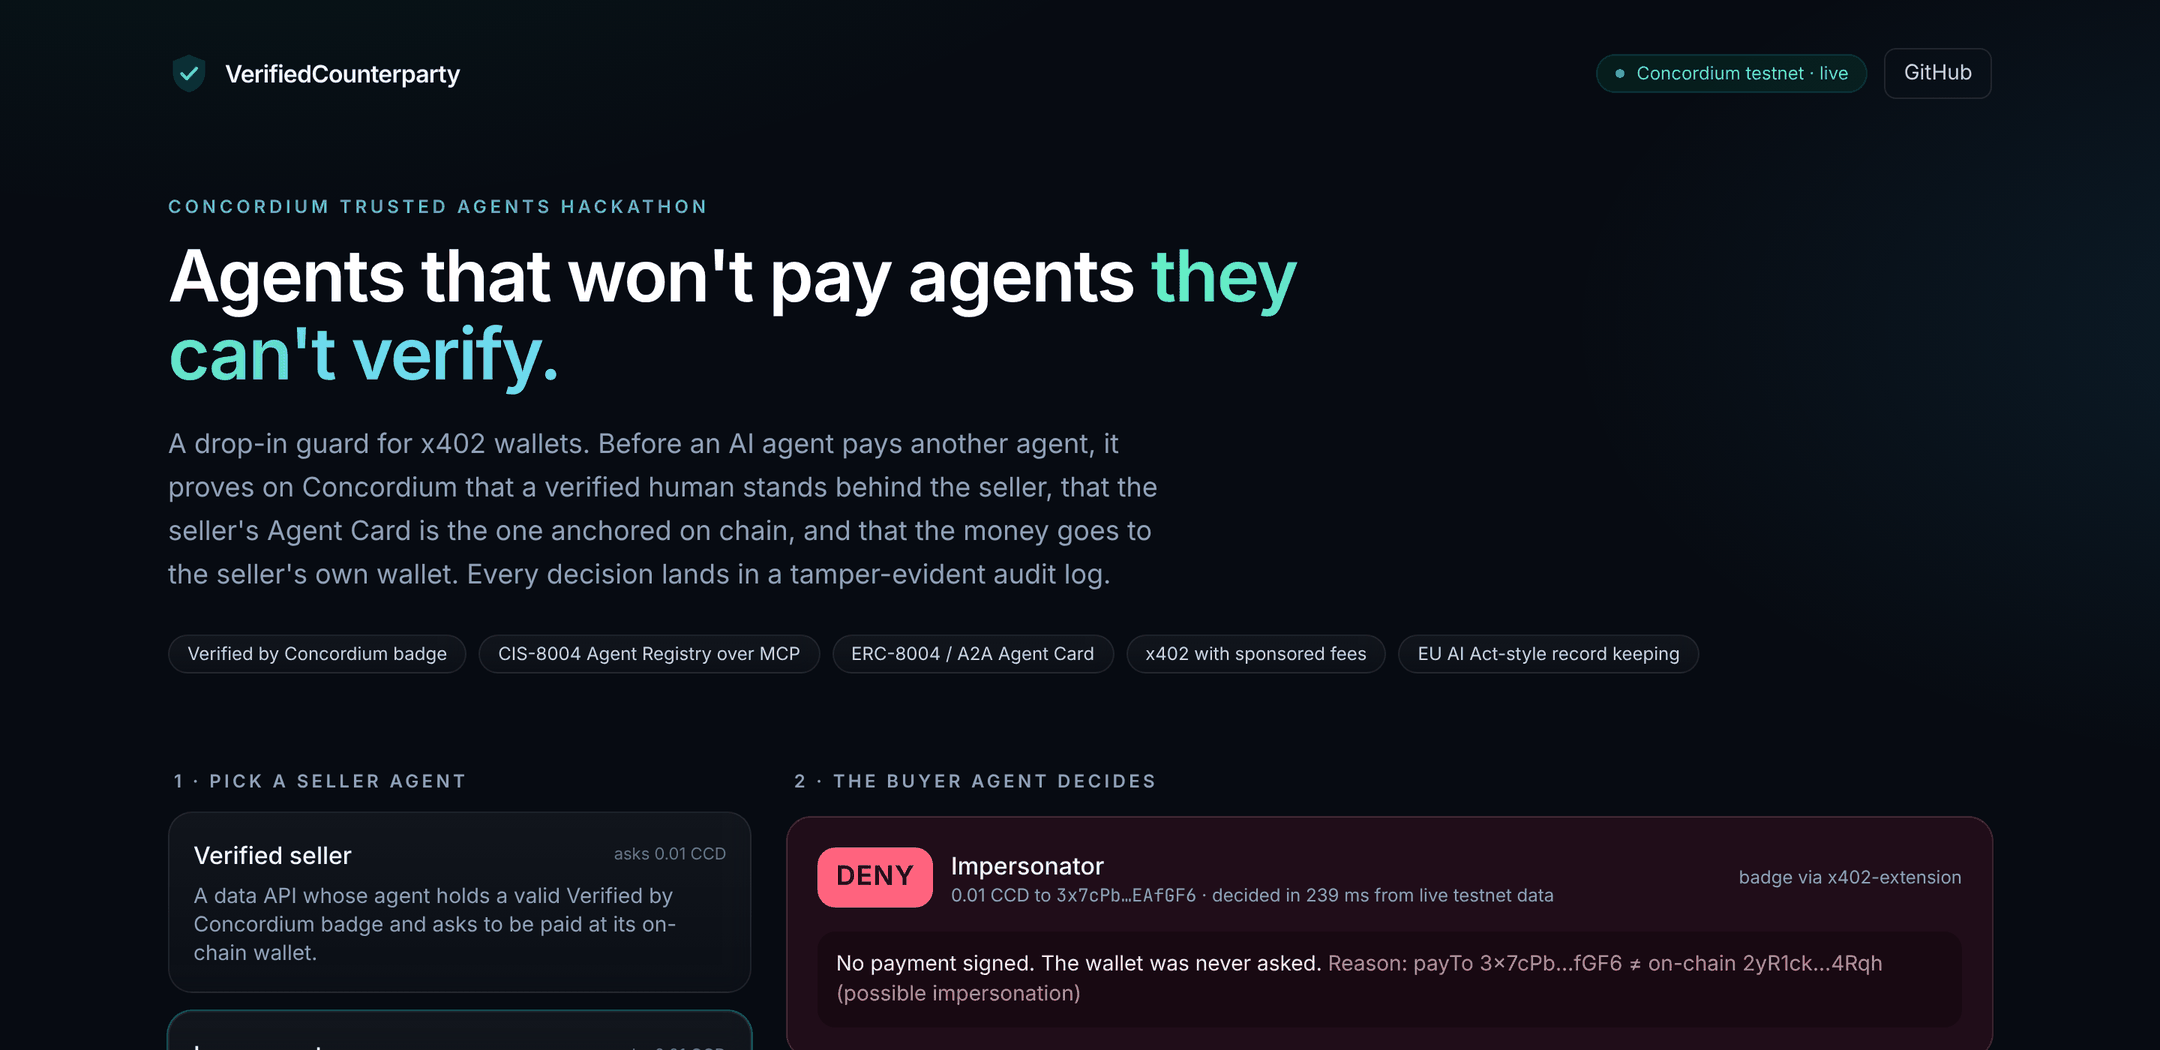 VerifiedCounterparty
Concordium testnet · live
GitHub
CONCORDIUM TRUSTED AGENTS HACKATHON
Agents that won't pay agents they
can't verify.
A drop-in guard for x402 wallets. Before an AI agent pays another agent, it
proves on Concordium that a verified human stands behind the seller, that the
seller's Agent Card is the one anchored on chain, and that the money goes to
the seller's own wallet. Every decision lands in a tamper-evident audit log.
Verified by Concordium badge
CIS-8004 Agent Registry over MCP
ERC-8004 / A2A Agent Card
x402 with sponsored fees
EU AI Act-style record keeping
1 · PICK A SELLER AGENT
Verified seller
asks 0.01 CCD
A data API whose agent holds a valid Verified by
Concordium badge and asks to be paid at its on-
chain wallet.
2 · THE BUYER AGENT DECIDES
DENY
Impersonator
0.01 CCD to 3x7cPb…EAfGF6 · decided in 239 ms from live testnet data
badge via x402-extension
No payment signed. The wallet was never asked. Reason: payTo 3×7cPb…fGF6 ≠ on-chain 2yR1ck…4Rqh
(possible impersonation)